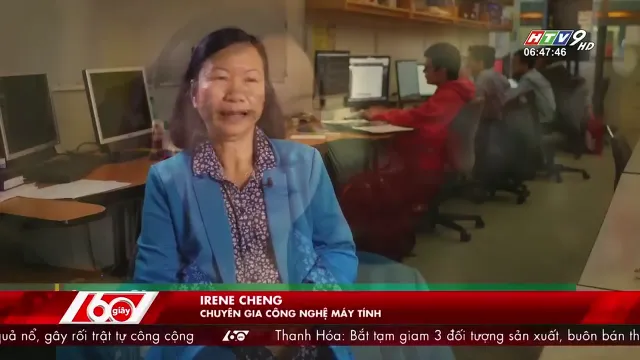 HTV9 HD
06:47:46
IRENE CHENG
60 giây
CHUYÊN GIA CÔNG NGHỆ MÁY TÍNH
quả nổ, gây rối trật tự công cộng 60 Thanh Hóa: Bắt tạm giam 3 đối tượng sản xuất, buôn bán th